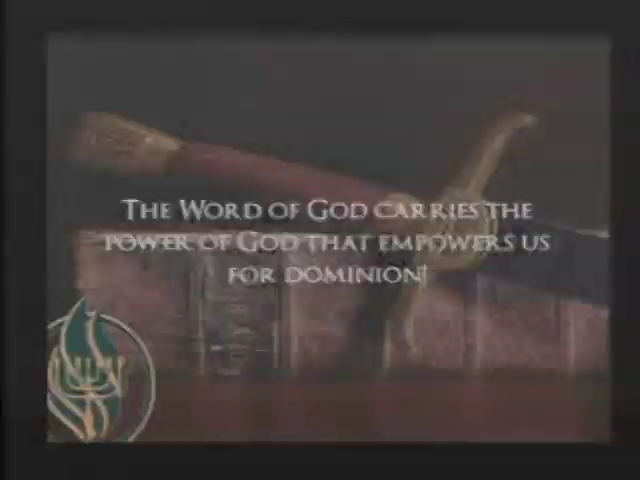 THE WORD OF GOD CARRIES THE
POWER OF GOD THAT EMPOWERS US
FOR DOMINION!